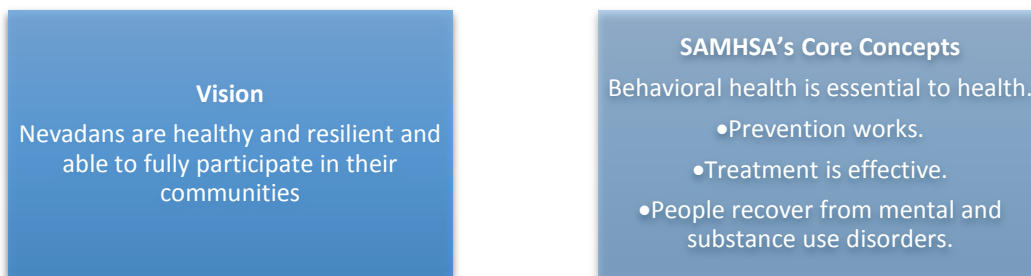 Vision
Nevadans are healthy and resilient and
able to fully participate in their
communities
SAMHSA’s Core Concepts
Behavioral health is essential to health.
•Prevention works.
•Treatment is effective.
•People recover from mental and
substance use disorders.